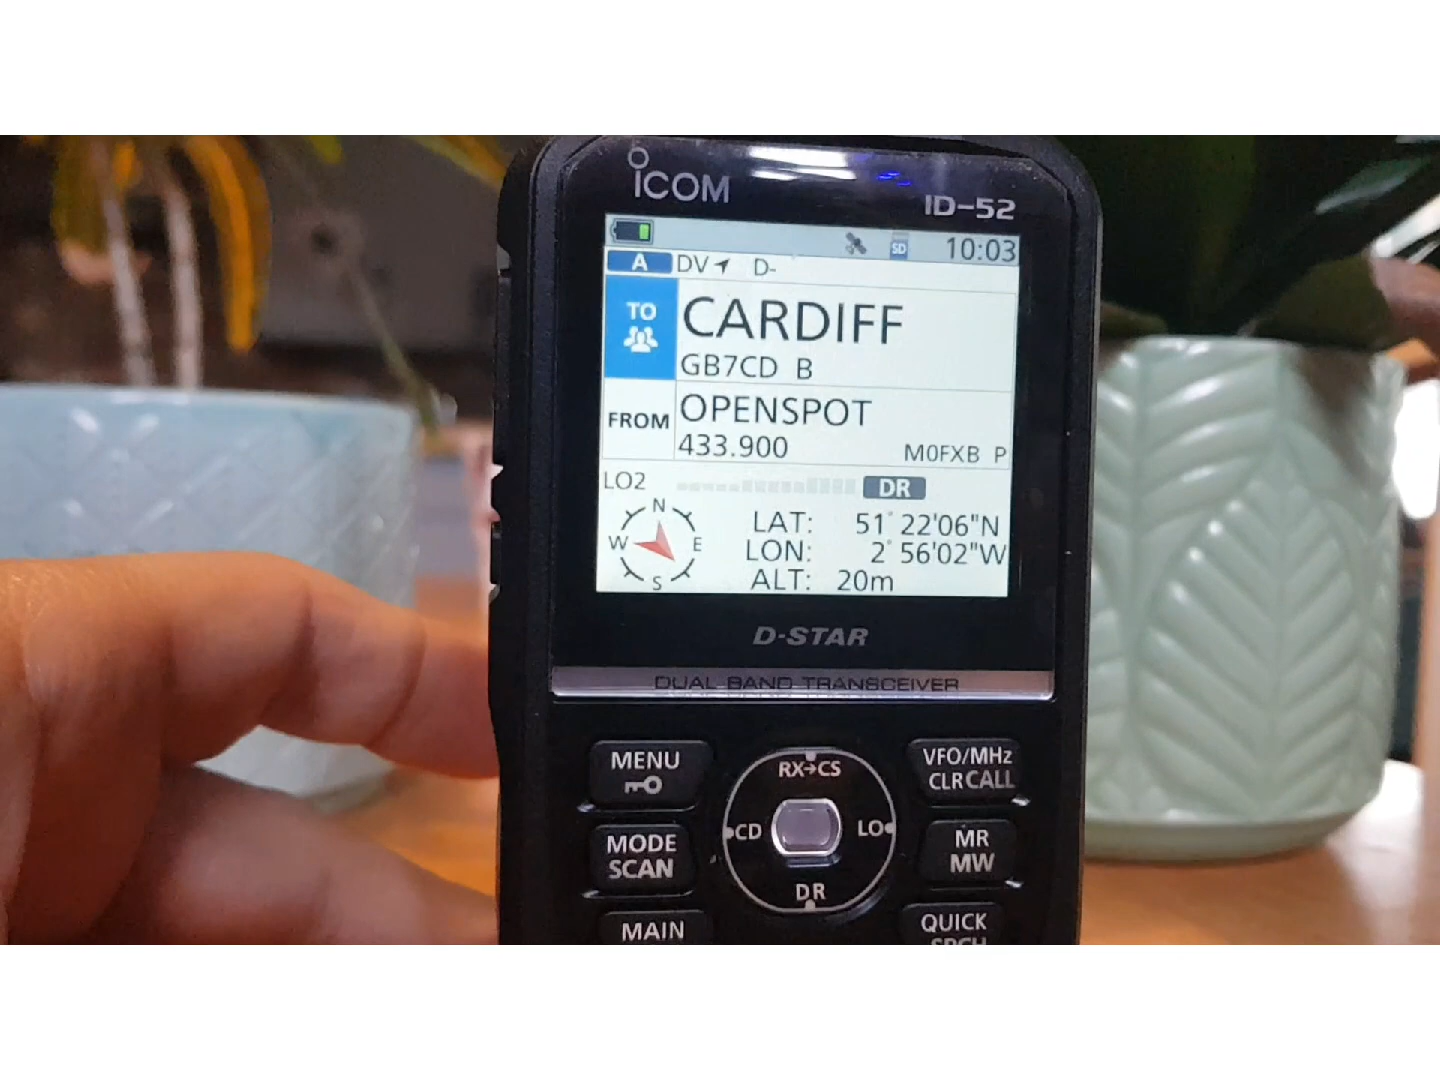 ICOM
ID-52
SD 10:03
A DV D-
TO CARDIFF
GB7CD B
FROM OPENSPOT
433.900 M0FXB P
LO2 DR
N
W E
S
LAT: 51° 22'06"N
LON: 2° 56'02"W
ALT: 20m
D-STAR
DUAL BAND TRANSCEIVER
MENU
RX→CS
VFO/MHz
CLR CALL
CD
LO
MODE
SCAN
MR
MW
DR
MAIN
QUICK
SPCH